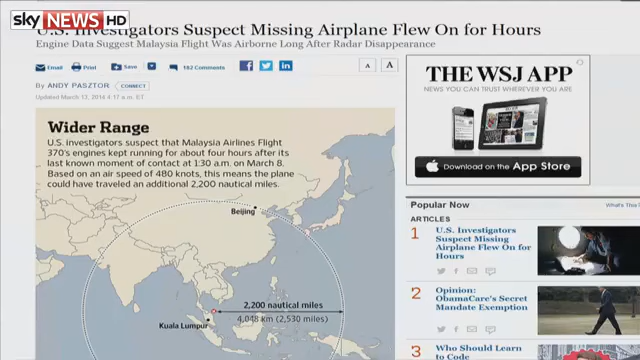 sky NEWS HD
U.S. Investigators Suspect Missing Airplane Flew On for Hours
Engine Data Suggest Malaysia Flight Was Airborne Long After Radar Disappearance
Email Print Save 182 Comments
A A
By ANDY PASZTOR CONNECT
Updated March 13, 2014 4:17 a.m. ET
Wider Range
U.S. investigators suspect that Malaysia Airlines Flight
370's engines kept running for about four hours after its
last known moment of contact at 1:30 a.m. on March 8.
Based on an air speed of 480 knots, this means the plane
could have traveled an additional 2,200 nautical miles.
Beijing
2,200 nautical miles
4,048 km (2,530 miles)
Kuala Lumpur
THE WSJ APP
NEWS YOU CAN TRUST WHEREVER YOU ARE
Download on the App Store
Popular Now
What's This?
ARTICLES
1
U.S. Investigators
Suspect Missing
Airplane Flew On for
Hours
2
Opinion:
ObamaCare's Secret
Mandate Exemption
3
Who Should Learn
to Code